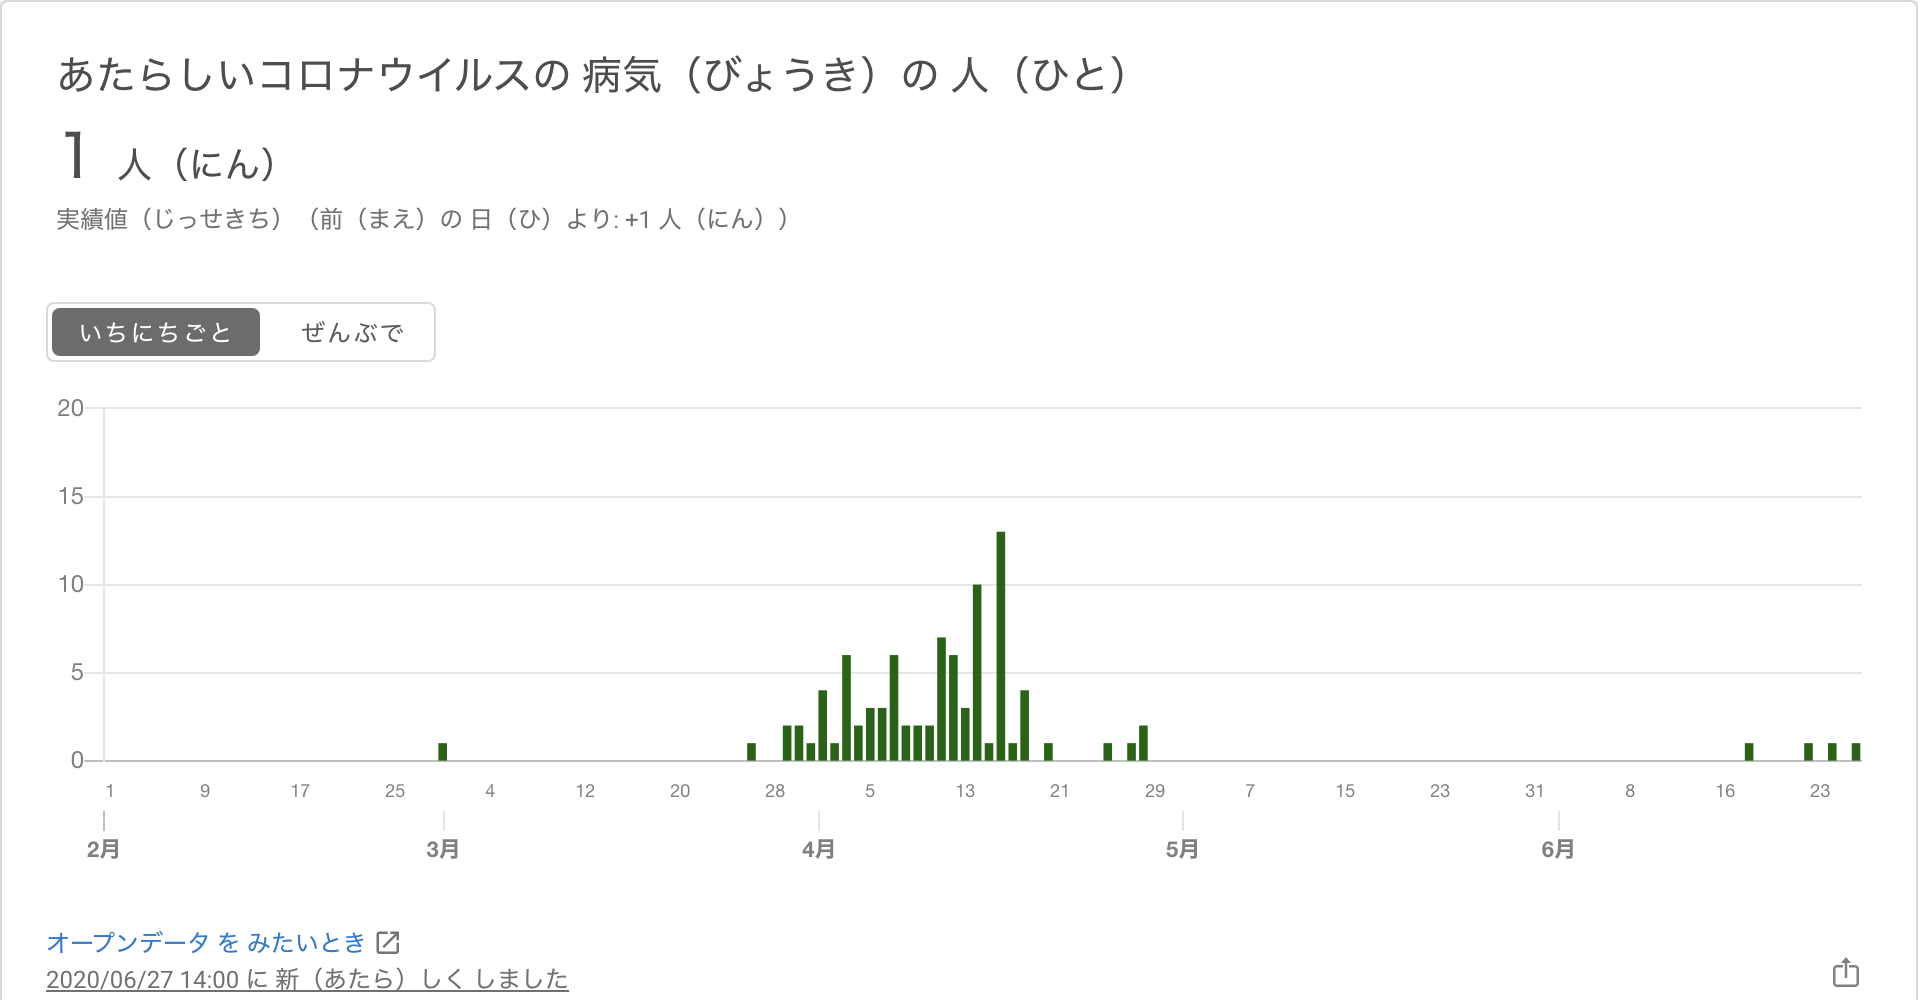 あたらしいコロナウイルスの 病気（びょうき）の 人（ひと）
1 人（にん）
実績値（じっせきち）（前（まえ）の 日（ひ）より: +1 人（にん））
いちにちごと ぜんぶで
20
15
10
5
0
1 9 17 25 4 12 20 28 5 13 21 29 7 15 23 31 8 16 23
2月 3月 4月 5月 6月
オープンデータ を みたいとき
2020/06/27 14:00 に 新（あたら）しく しました